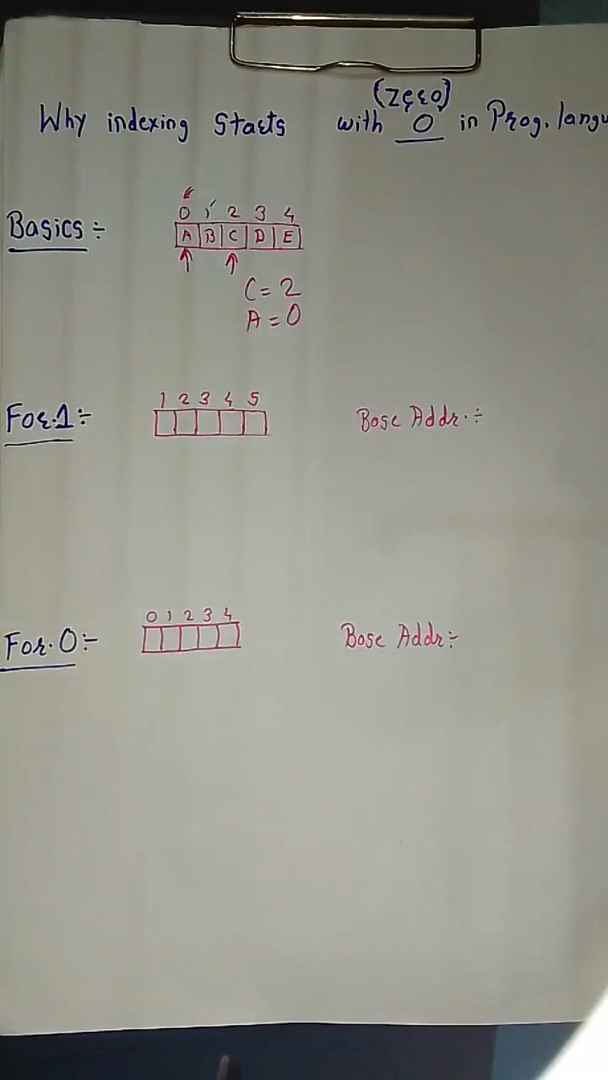 (Zero)
Why indexing Starts with 0 in Prog. langu
Basics :-
0 1 2 3 4
A B C D E
C = 2
A = 0
For.1 :-
1 2 3 4 5
Base Addr. :-
For.0 :-
0 1 2 3 4
Base Addr :-